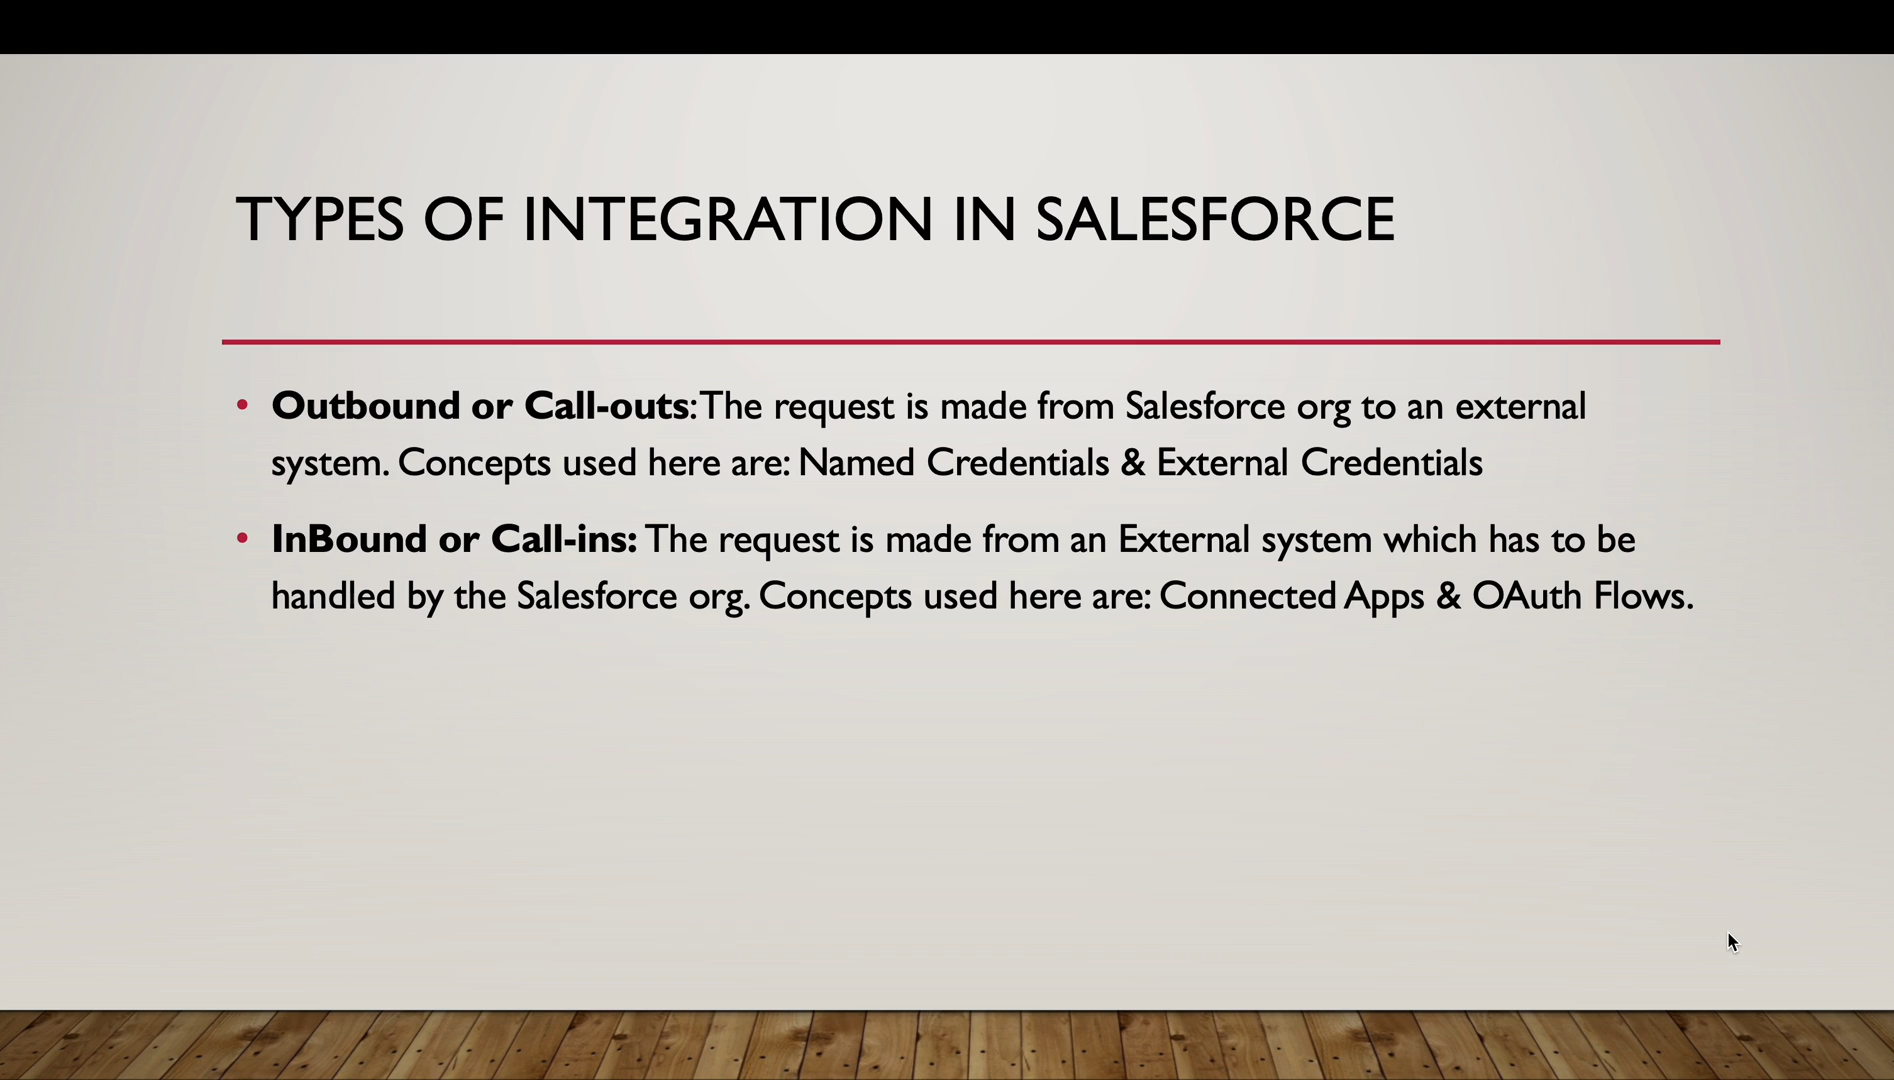 TYPES OF INTEGRATION IN SALESFORCE
• Outbound or Call-outs: The request is made from Salesforce org to an external
system. Concepts used here are: Named Credentials & External Credentials
• InBound or Call-ins: The request is made from an External system which has to be
handled by the Salesforce org. Concepts used here are: Connected Apps & OAuth Flows.